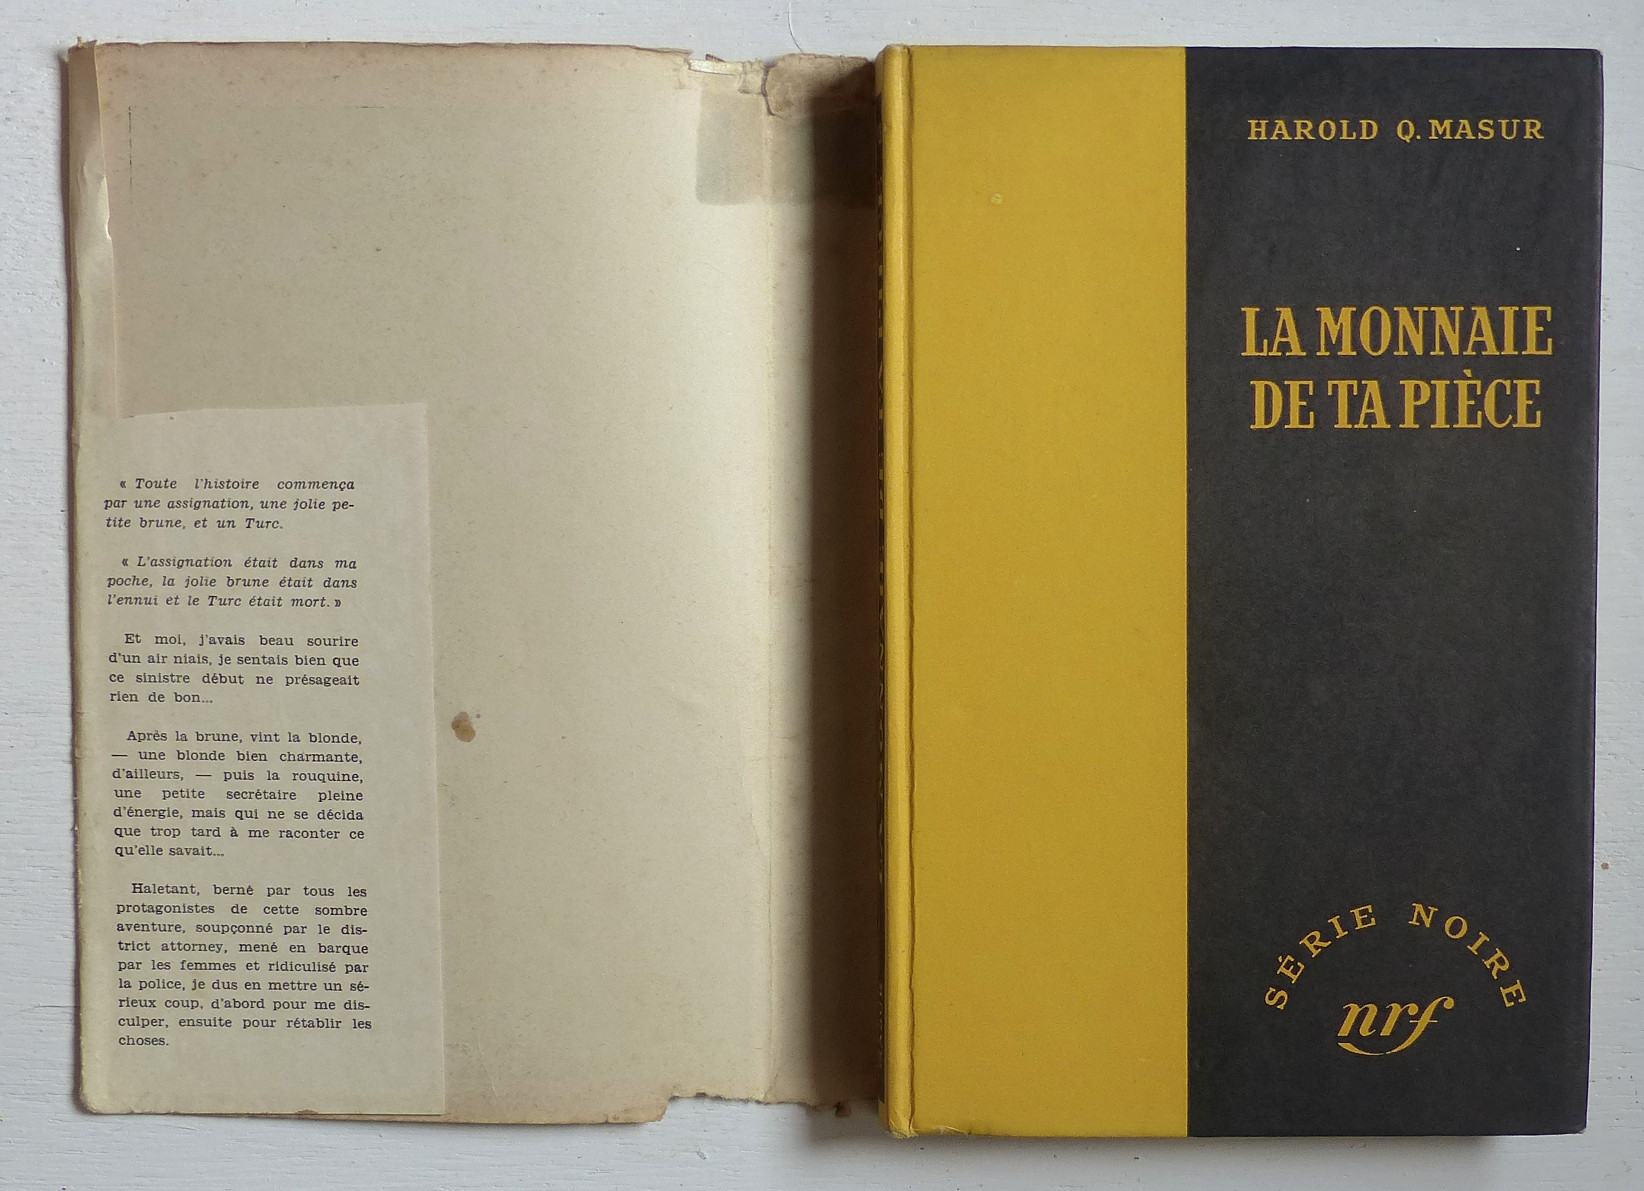 « Toute l'histoire commença
par une assignation, une jolie pe-
tite brune, et un Turc.
« L'assignation était dans ma
poche, la jolie brune était dans
l'ennui et le Turc était mort. »
Et moi, j'avais beau sourire
d'un air niais, je sentais bien que
ce sinistre début ne présageait
rien de bon...
Après la brune, vint la blonde,
— une blonde bien charmante,
d'ailleurs, — puis la rouquine,
une petite secrétaire pleine
d'énergie, mais qui ne se décida
que trop tard à me raconter ce
qu'elle savait...
Haletant, berné par tous les
protagonistes de cette sombre
aventure, soupçonné par le dis-
trict attorney, mené en barque
par les femmes et ridiculisé par
la police, je dus en mettre un sé-
rieux coup, d'abord pour me dis-
culper, ensuite pour rétablir les
choses.
HAROLD Q. MASUR
LA MONNAIE
DE TA PIÈCE
SÉRIE NOIRE
nrf